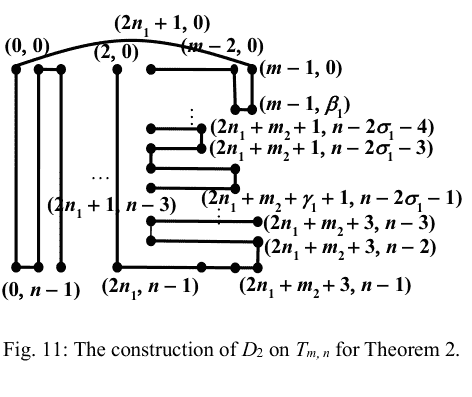 (2n₁ + 1, 0)
(0, 0) (2, 0) (m − 2, 0)
(m − 1, 0)
(m − 1, β₁)
(2n₁ + m₂ + 1, n − 2σ₁ − 4)
(2n₁ + m₂ + 1, n − 2σ₁ − 3)
(2n₁ + m₂ + γ₁ + 1, n − 2σ₁ − 1)
(2n₁ + 1, n − 3)
(2n₁ + m₂ + 3, n − 3)
(2n₁ + m₂ + 3, n − 2)
(0, n − 1) (2n₁, n − 1) (2n₁ + m₂ + 3, n − 1)
Fig. 11: The construction of D₂ on Tₘ, ₙ for Theorem 2.